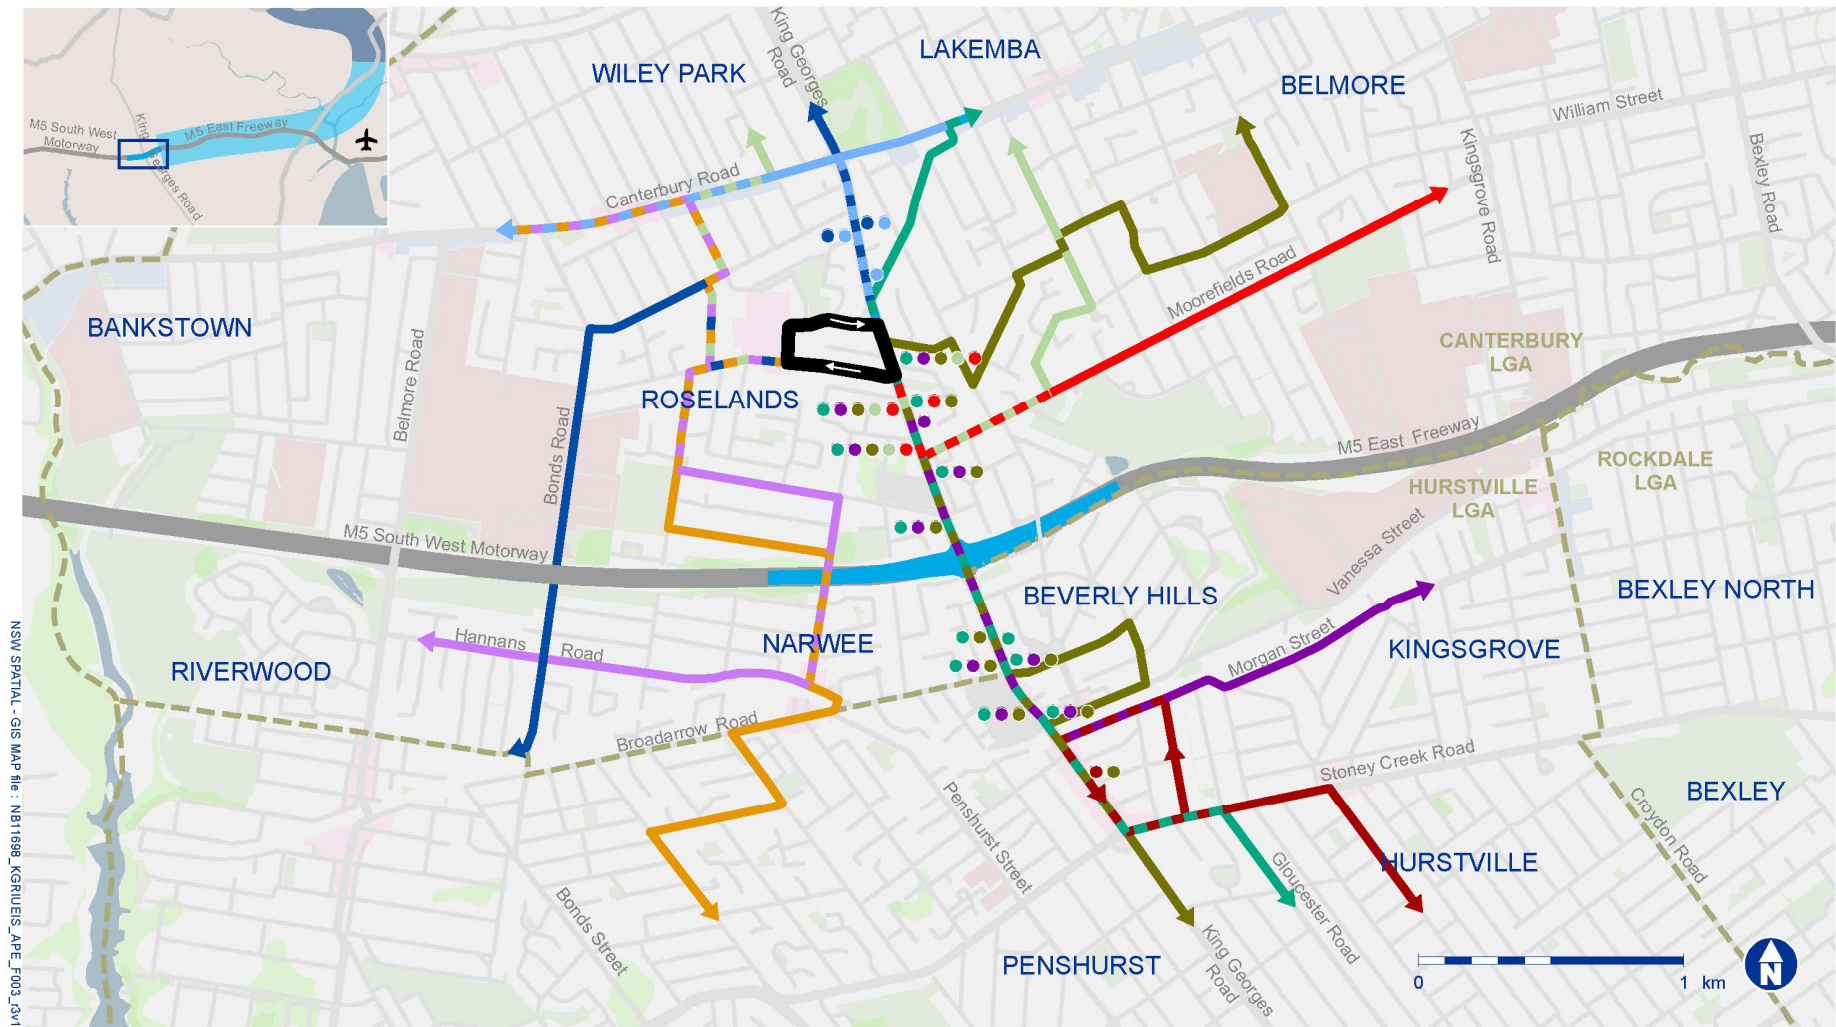 King Georges
Road
LAKEMBA
WILEY PARK
BELMORE
William Street
M5 South West
Motorway
King
Georges Road
M5 East Freeway
Kingsgrove Road
Bexley Road
Canterbury Road
Moorefields Road
BANKSTOWN
Belmore Road
CANTERBURY
LGA
ROSELANDS
Bonds Road
M5 East Freeway
ROCKDALE
LGA
HURSTVILLE
LGA
M5 South West Motorway
Vanessa Street
BEVERLY HILLS
BEXLEY NORTH
Hannans Road
NARWEE
Morgan Street
KINGSGROVE
RIVERWOOD
Broadarrow Road
Stoney Creek Road
BEXLEY
Penshurst Street
Croydon Road
HURSTVILLE
Gloucester Road
Bonds Street
PENSHURST
King Georges
Road
0 1 km
N
NSW SPATIAL - GIS MAP file : NB11698_KGRIUEIS_APE_F003_r3v1